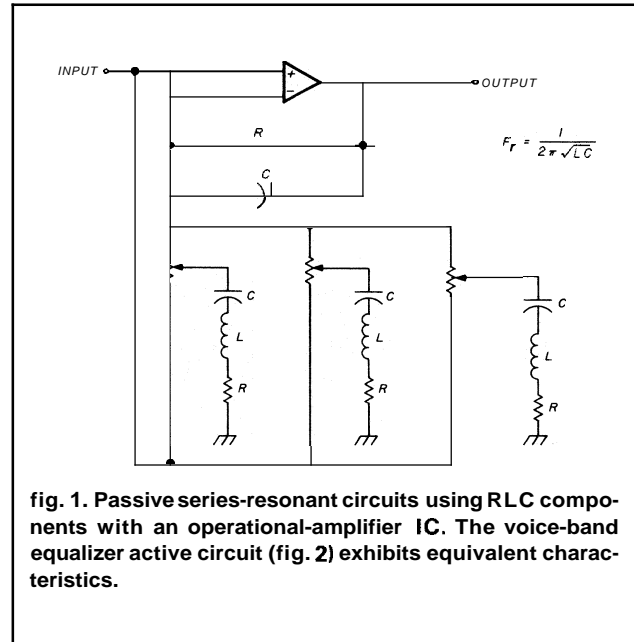 INPUT
+
−
OUTPUT
R
F_r = 1 / 2π√LC
C
C
L
R
C
L
R
C
L
R
fig. 1. Passive series-resonant circuits using RLC compo-
nents with an operational-amplifier IC. The voice-band
equalizer active circuit (fig. 2) exhibits equivalent charac-
teristics.